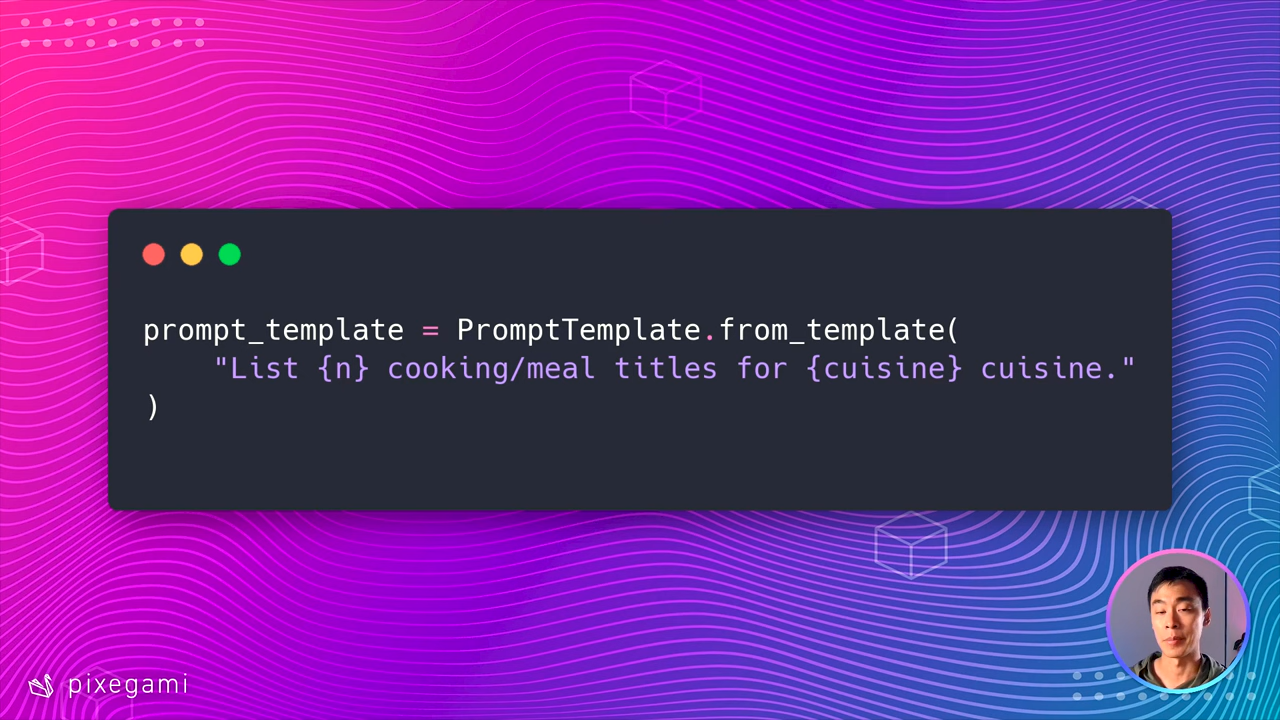 prompt_template = PromptTemplate.from_template(
    "List {n} cooking/meal titles for {cuisine} cuisine."
)
pixegami